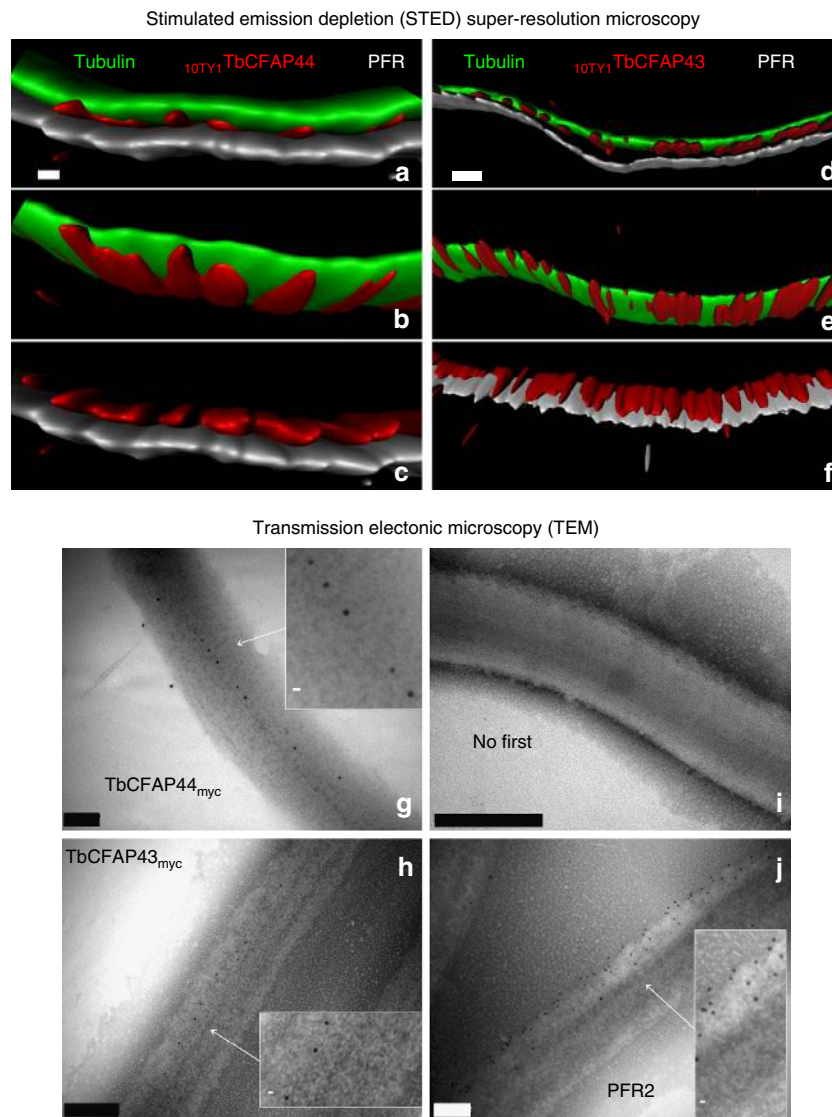 Stimulated emission depletion (STED) super-resolution microscopy
Tubulin 10TY1TbCFAP44 PFR
a
Tubulin 10TY1TbCFAP43 PFR
d
b
e
c
f
Transmission electonic microscopy (TEM)
TbCFAP44myc
g
No first
i
TbCFAP43myc
h
j
PFR2